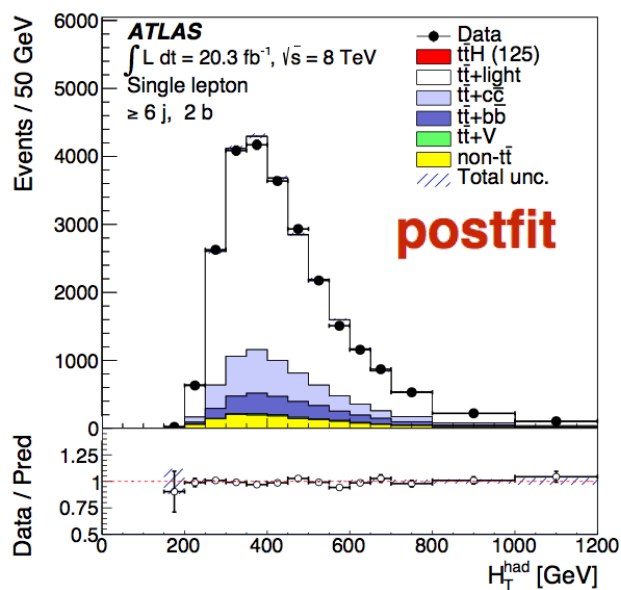 ATLAS
∫ L dt = 20.3 fb⁻¹, √s = 8 TeV
Single lepton
≥ 6 j, 2 b
Data
tt̄H (125)
tt̄+light
tt̄+cc̄
tt̄+bb̄
tt̄+V
non-tt̄
Total unc.
postfit
Events / 50 GeV
6000
5000
4000
3000
2000
1000
0
Data / Pred
1.25
1
0.75
0.5
0 200 400 600 800 1000 1200
H_T^had [GeV]